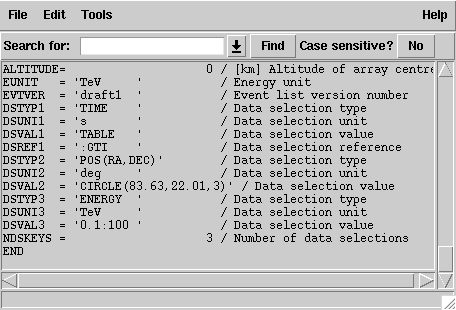 File Edit Tools Help
Search for: Find Case sensitive? No
ALTITUDE=                    0 / [km] Altitude of array centre
EUNIT   = 'TeV     '           / Energy unit
EVTVER  = 'draft1  '           / Event list version number
DSTYP1  = 'TIME    '           / Data selection type
DSUNI1  = 's       '           / Data selection unit
DSVAL1  = 'TABLE   '           / Data selection value
DSREF1  = ':GTI    '           / Data selection reference
DSTYP2  = 'POS(RA,DEC)'        / Data selection type
DSUNI2  = 'deg     '           / Data selection unit
DSVAL2  = 'CIRCLE(83.63,22.01,3)' / Data selection value
DSTYP3  = 'ENERGY  '           / Data selection type
DSUNI3  = 'TeV     '           / Data selection unit
DSVAL3  = '0.1:100 '           / Data selection value
NDSKEYS =                    3 / Number of data selections
END